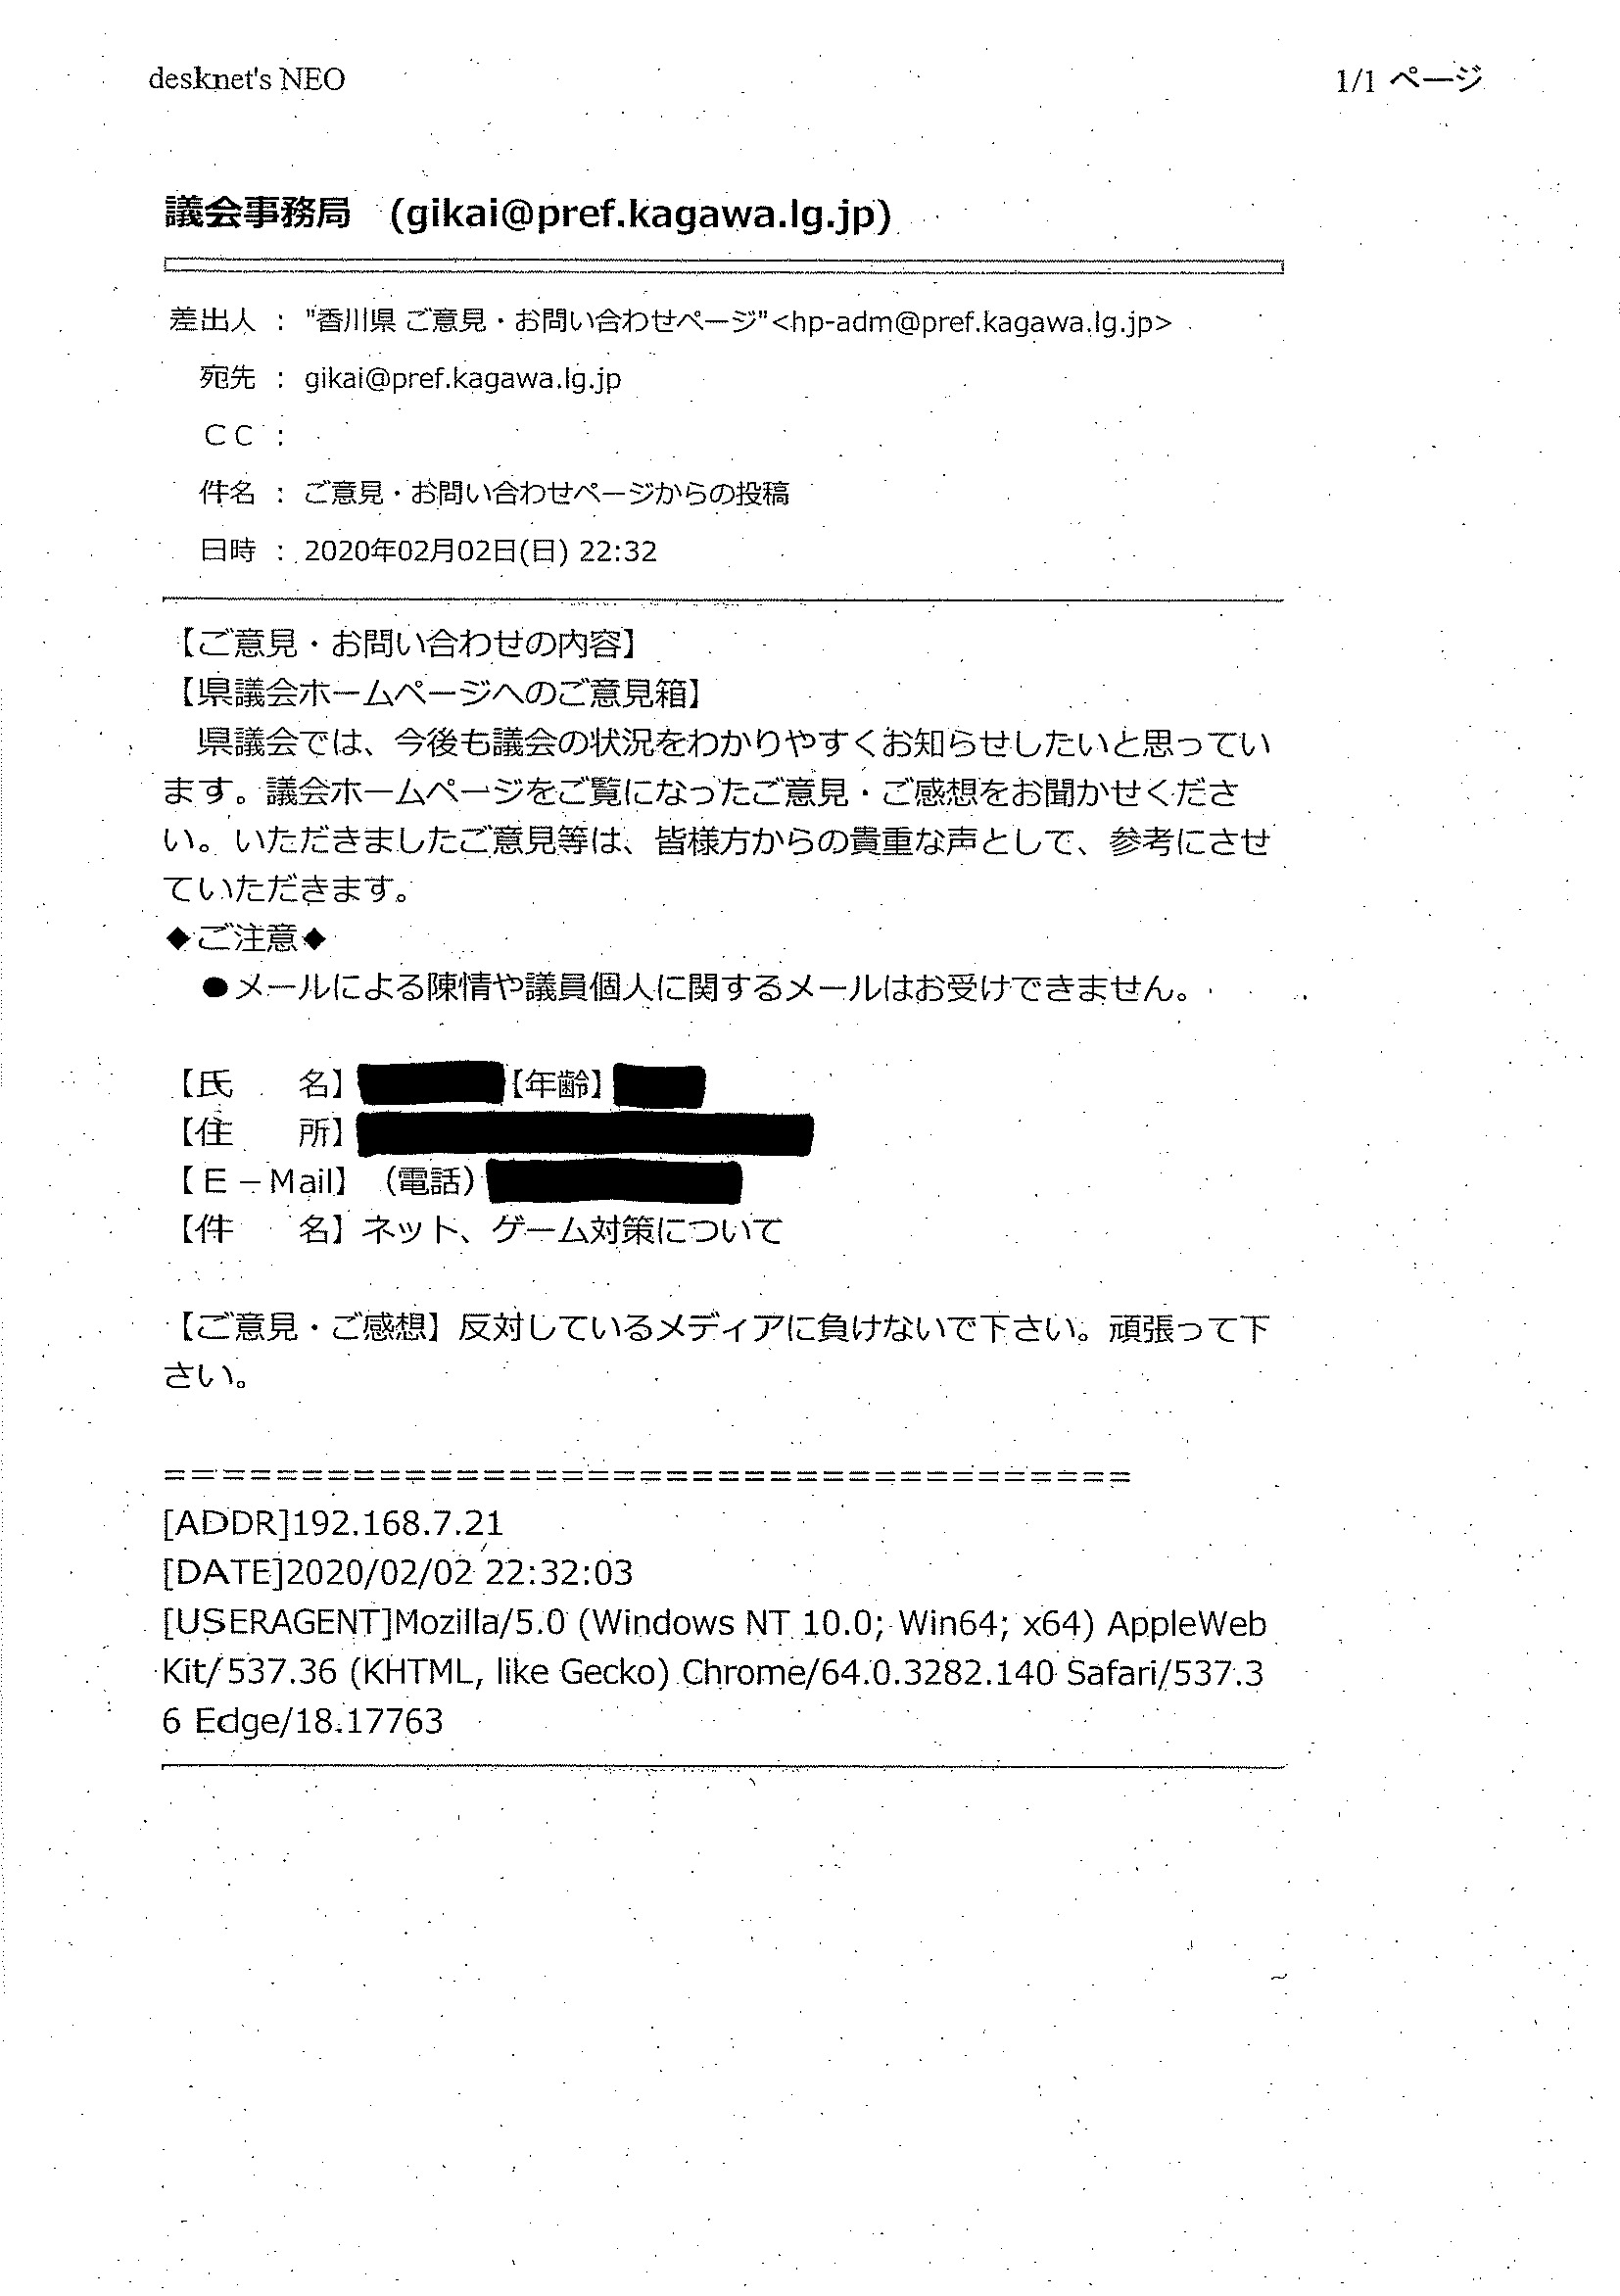 desknet's NEO
1/1 ページ
議会事務局 (gikai@pref.kagawa.lg.jp)
差出人 : "香川県 ご意見・お問い合わせページ"<hp-adm@pref.kagawa.lg.jp>
宛先 : gikai@pref.kagawa.lg.jp
ＣＣ :
件名 : ご意見・お問い合わせページからの投稿
日時 : 2020年02月02日(日) 22:32
【ご意見・お問い合わせの内容】
【県議会ホームページへのご意見箱】
　県議会では、今後も議会の状況をわかりやすくお知らせしたいと思ってい
ます。議会ホームページをご覧になったご意見・ご感想をお聞かせくださ
い。いただきましたご意見等は、皆様方からの貴重な声として、参考にさせ
ていただきます。
◆ご注意◆
　●メールによる陳情や議員個人に関するメールはお受けできません。
【氏　　名】【年齢】
【住　　所】
【Ｅ－Mail】（電話）
【件　　名】ネット、ゲーム対策について
【ご意見・ご感想】反対しているメディアに負けないで下さい。頑張って下
さい。
=====================================
[ADDR]192.168.7.21
[DATE]2020/02/02 22:32:03
[USERAGENT]Mozilla/5.0 (Windows NT 10.0; Win64; x64) AppleWeb
Kit/537.36 (KHTML, like Gecko) Chrome/64.0.3282.140 Safari/537.3
6 Edge/18.17763